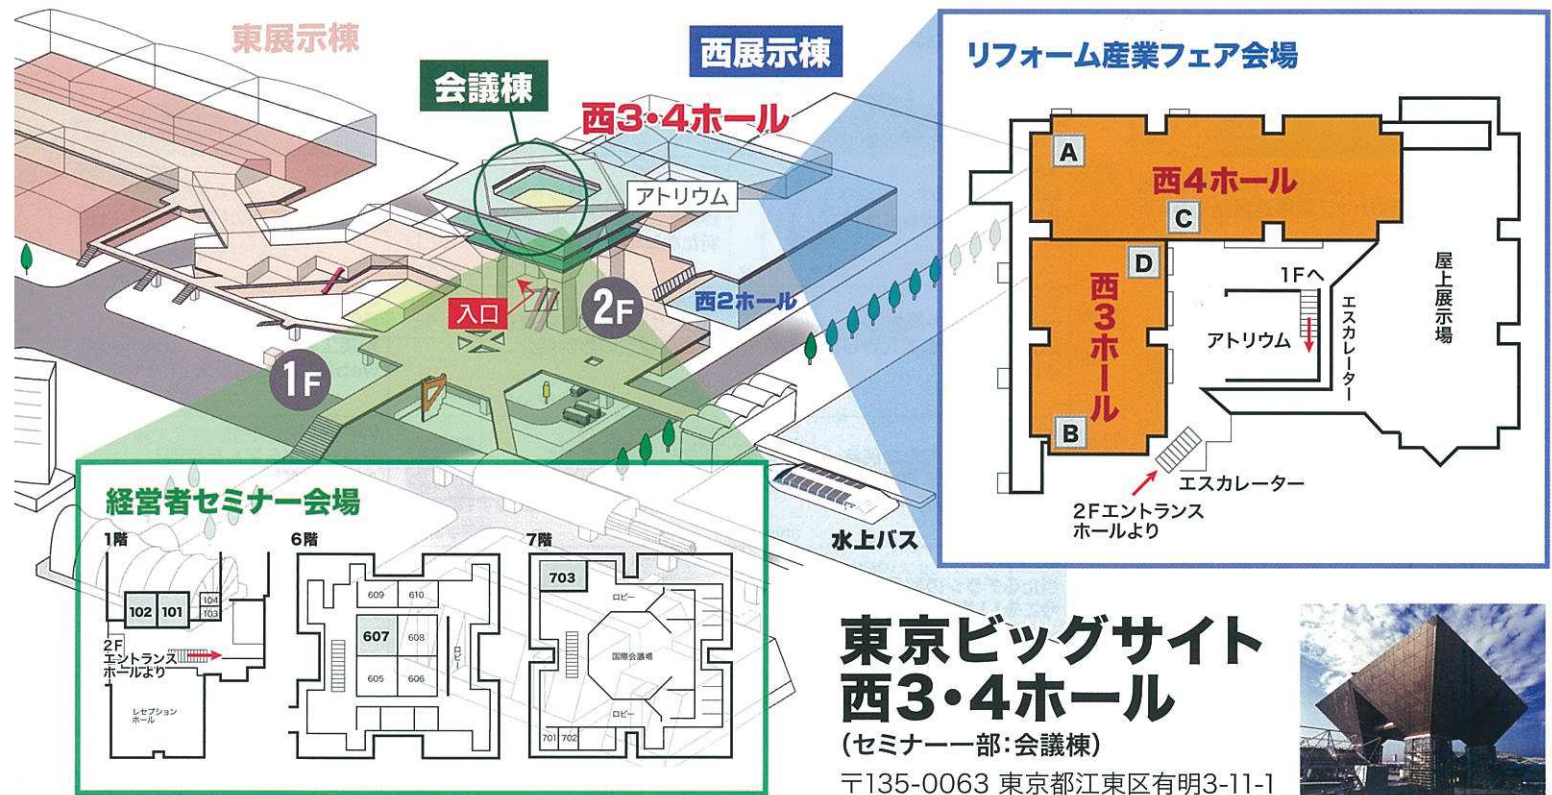 東展示棟
西展示棟
会議棟
西3・4ホール
アトリウム
西2ホール
入口
2F
1F
水上バス
リフォーム産業フェア会場
A
西4ホール
C
D
西3ホール
B
1Fへ
アトリウム
エスカレーター
屋上展示場
エスカレーター
2Fエントランス
ホールより
経営者セミナー会場
1階
102
101
104
103
2F
エントランス
ホールより
レセプション
ホール
6階
609
610
607
608
605
606
ロビー
7階
703
ロビー
国際会議場
ロビー
701
702
東京ビッグサイト
西3・4ホール
(セミナー一部:会議棟)
〒135-0063 東京都江東区有明3-11-1